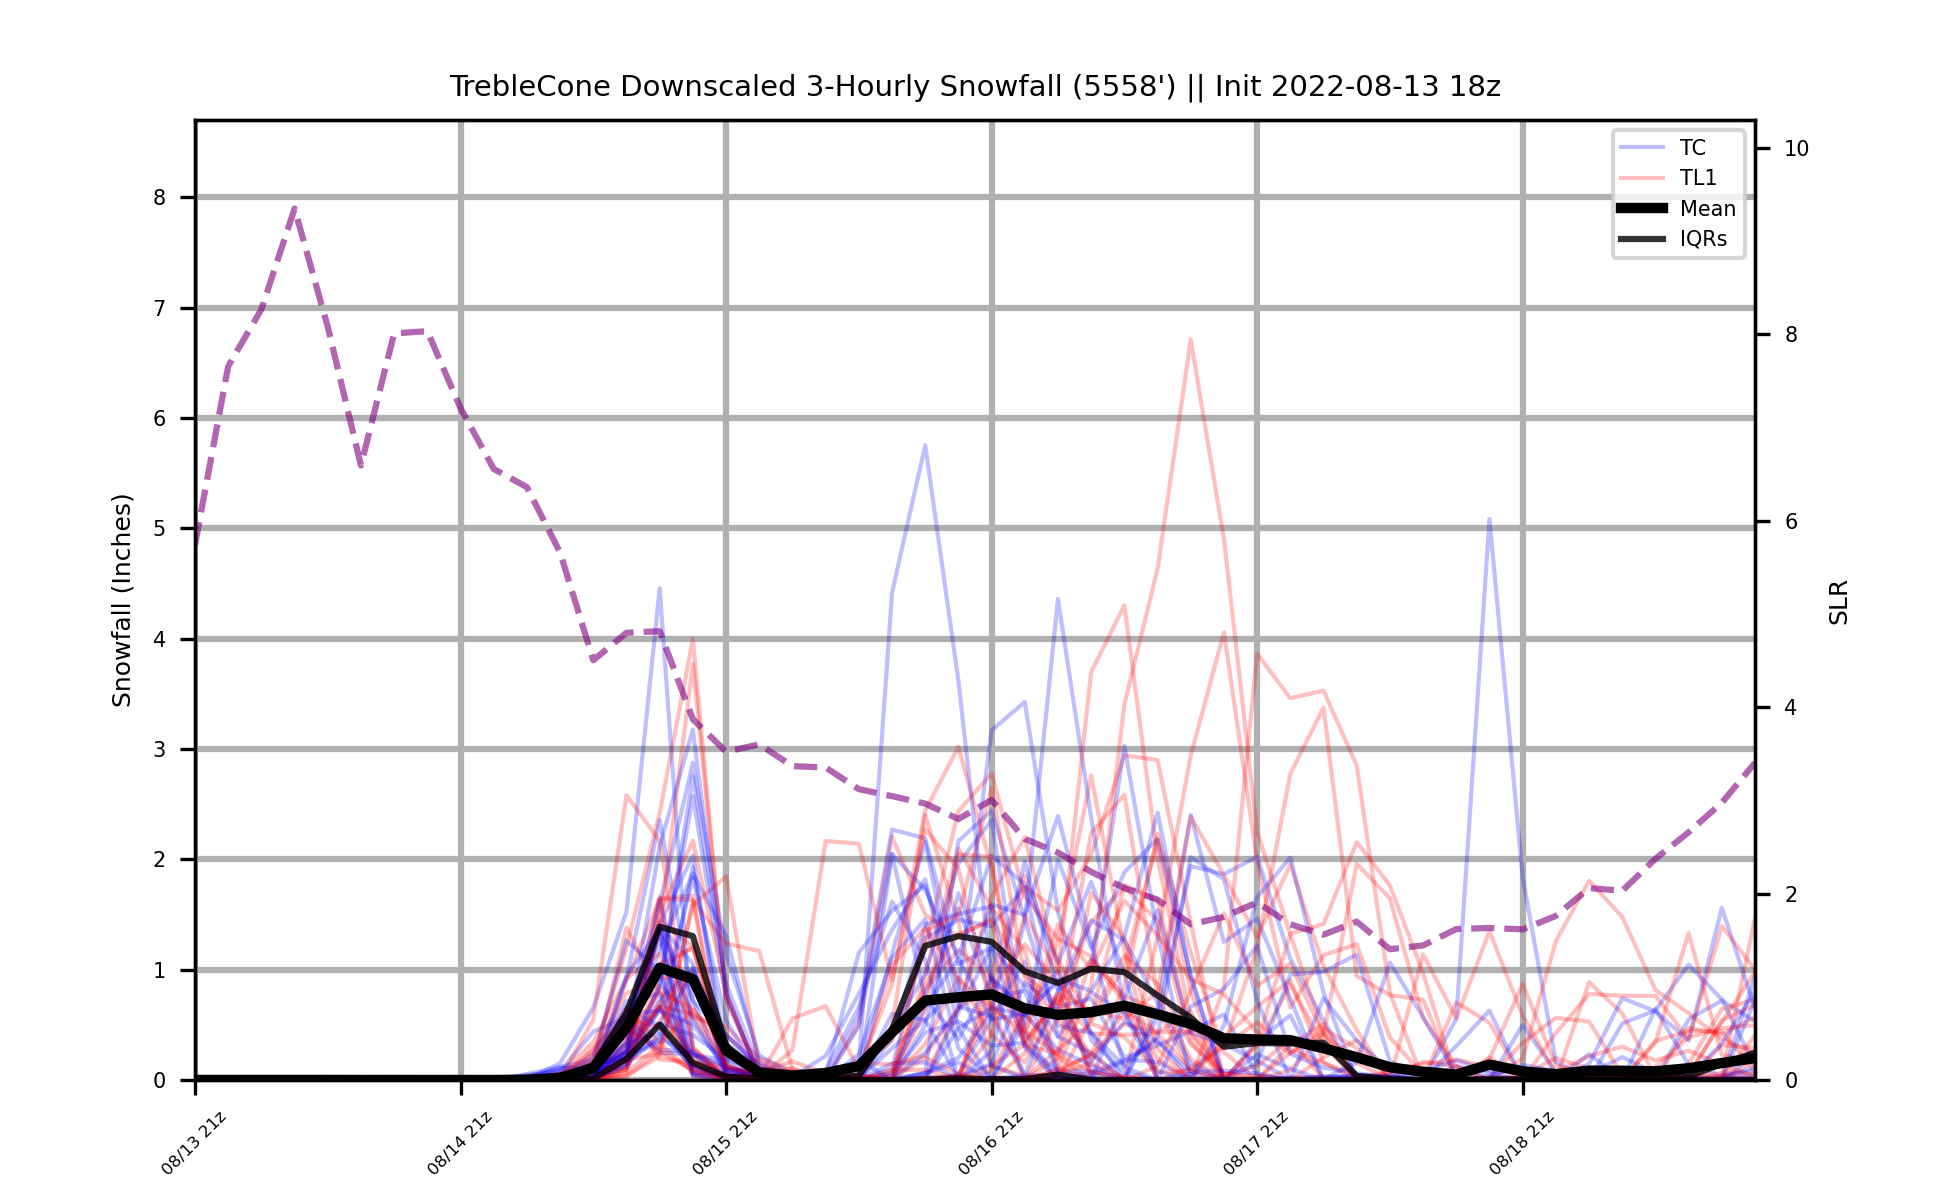 TrebleCone Downscaled 3-Hourly Snowfall (5558') || Init 2022-08-13 18z
TC
TL1
Mean
IQRs
Snowfall (Inches)
8
7
6
5
4
3
2
1
0
10
8
6
4
2
0
SLR
08/13 21z
08/14 21z
08/15 21z
08/16 21z
08/17 21z
08/18 21z